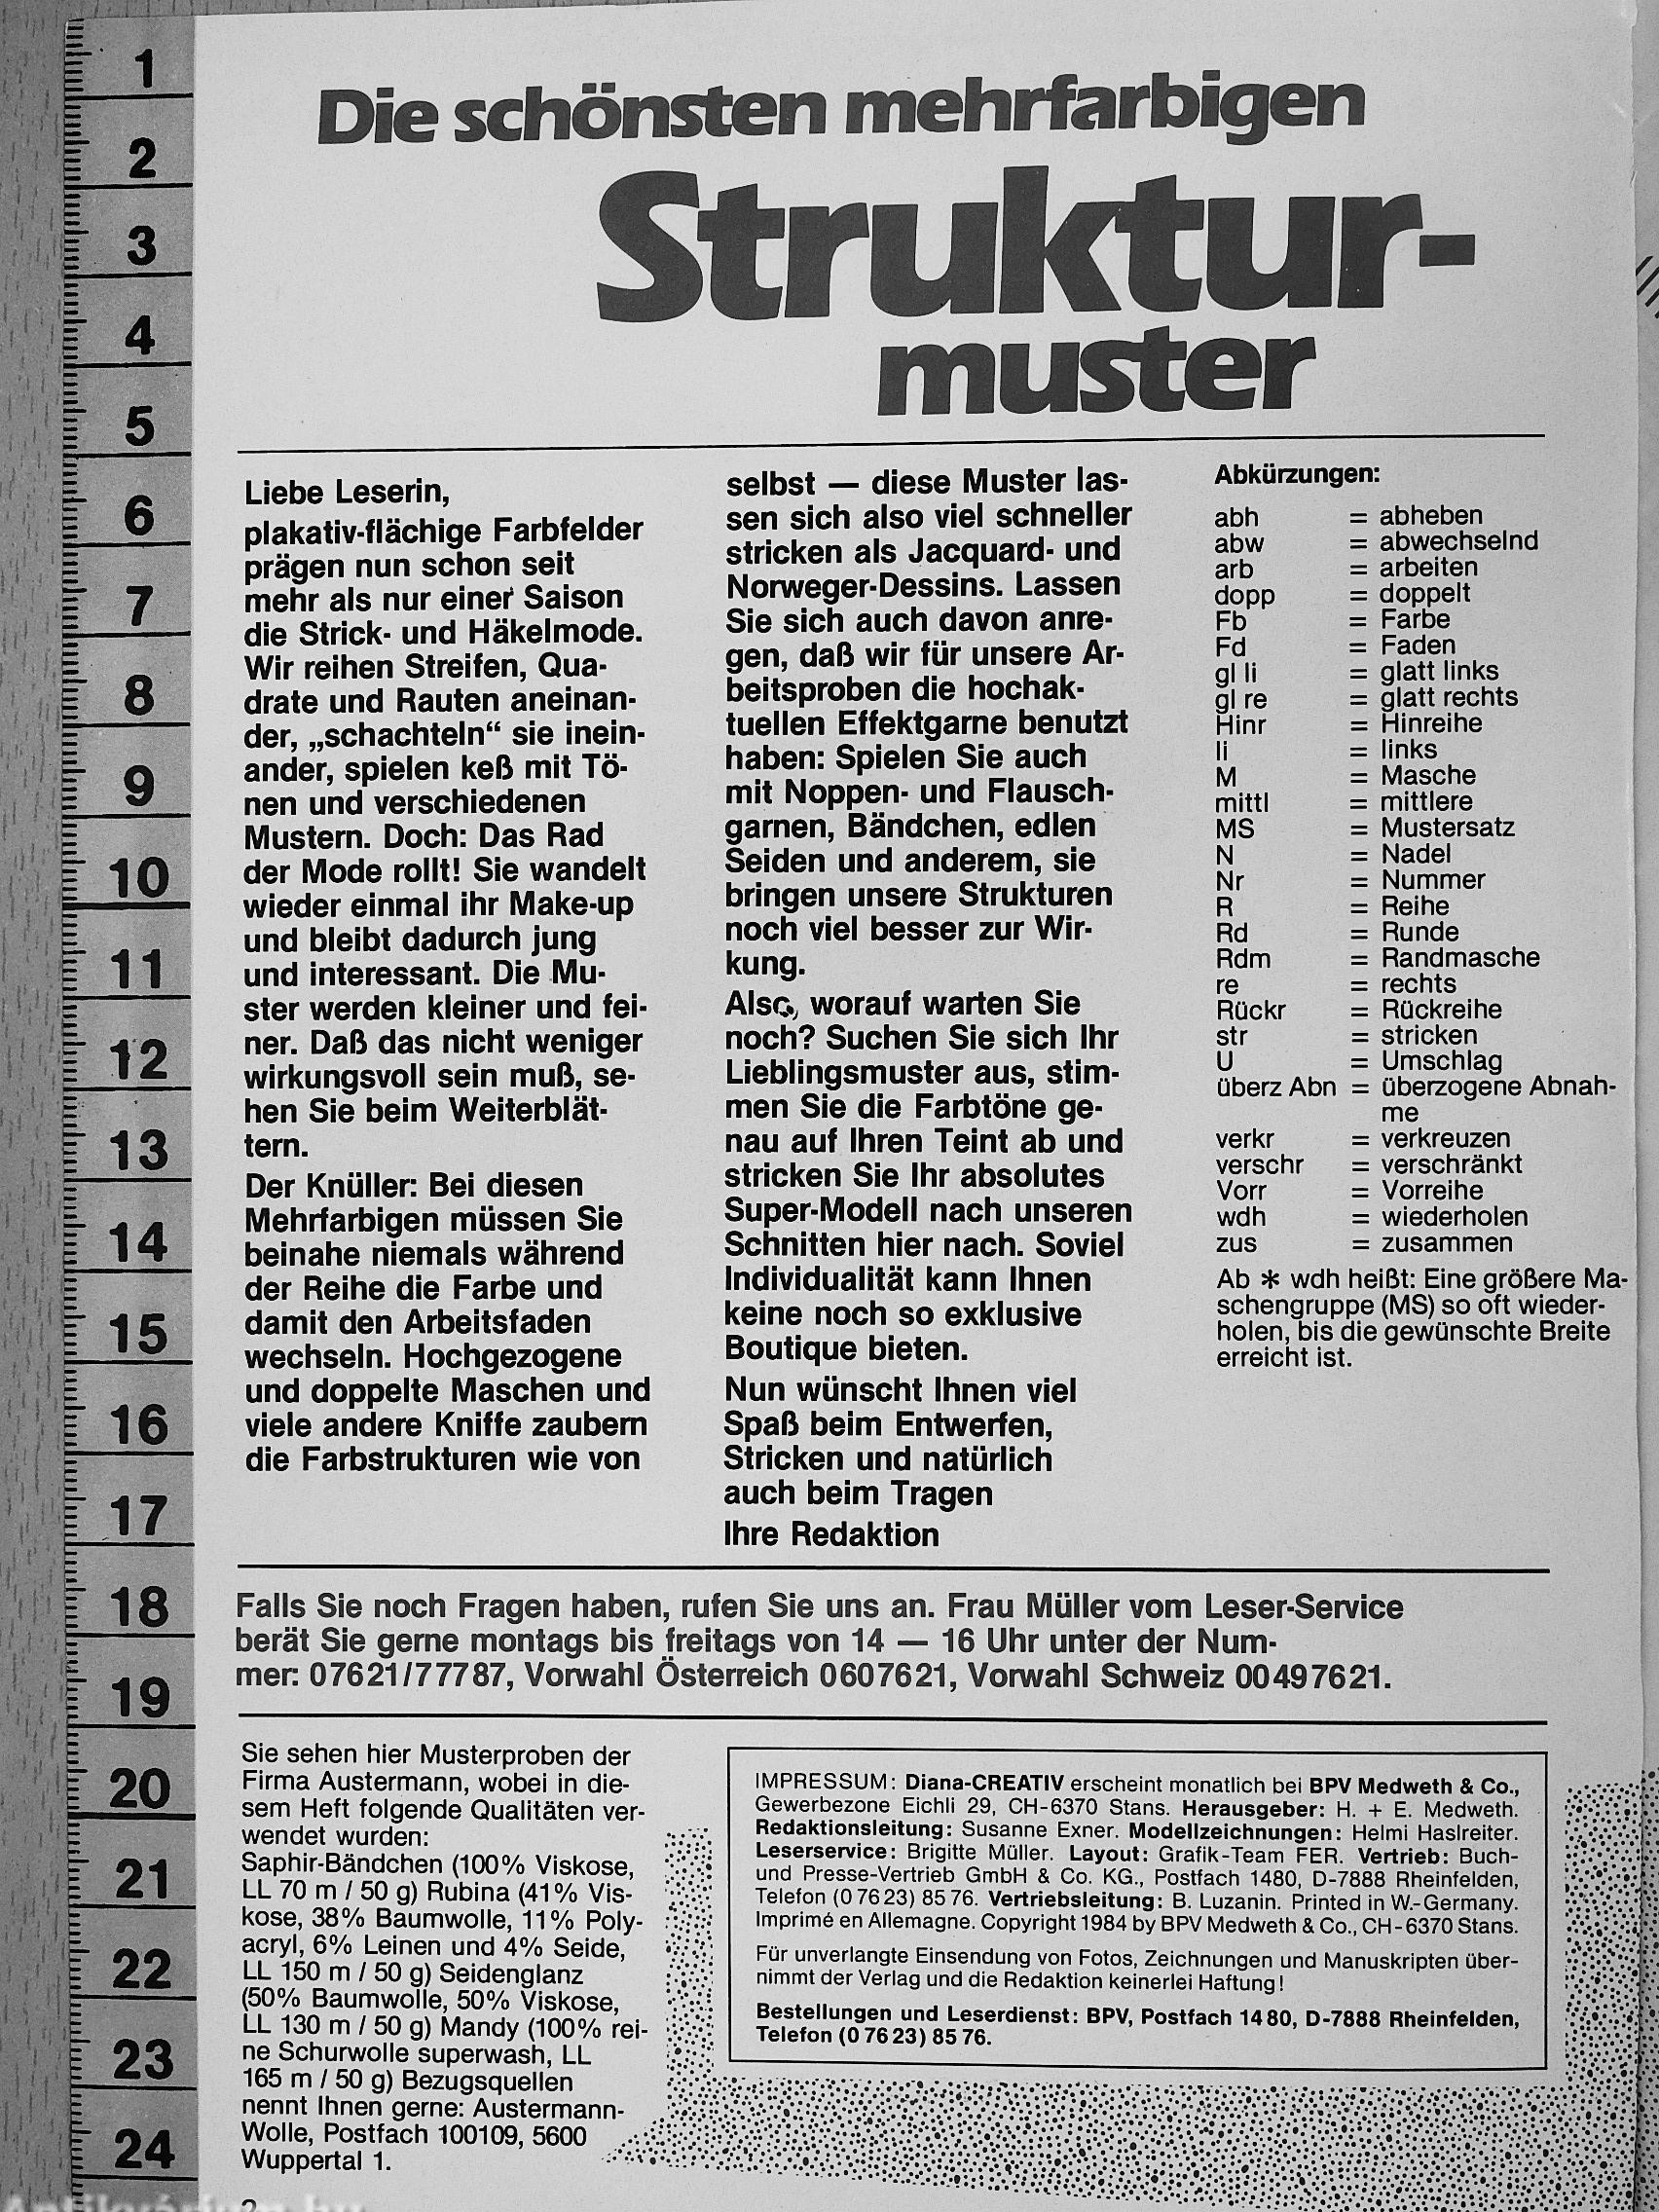 1
2
3
4
5
6
7
8
9
10
11
12
13
14
15
16
17
18
19
20
21
22
23
24
Die schönsten mehrfarbigen
Struktur-
muster
Liebe Leserin,
plakativ-flächige Farbfelder
prägen nun schon seit
mehr als nur einer Saison
die Strick- und Häkelmode.
Wir reihen Streifen, Qua-
drate und Rauten aneinan-
der, „schachteln“ sie inein-
ander, spielen keß mit Tö-
nen und verschiedenen
Mustern. Doch: Das Rad
der Mode rollt! Sie wandelt
wieder einmal ihr Make-up
und bleibt dadurch jung
und interessant. Die Mu-
ster werden kleiner und fei-
ner. Daß das nicht weniger
wirkungsvoll sein muß, se-
hen Sie beim Weiterblät-
tern.
Der Knüller: Bei diesen
Mehrfarbigen müssen Sie
beinahe niemals während
der Reihe die Farbe und
damit den Arbeitsfaden
wechseln. Hochgezogene
und doppelte Maschen und
viele andere Kniffe zaubern
die Farbstrukturen wie von
selbst — diese Muster las-
sen sich also viel schneller
stricken als Jacquard- und
Norweger-Dessins. Lassen
Sie sich auch davon anre-
gen, daß wir für unsere Ar-
beitsproben die hochak-
tuellen Effektgarne benutzt
haben: Spielen Sie auch
mit Noppen- und Flausch-
garnen, Bändchen, edlen
Seiden und anderem, sie
bringen unsere Strukturen
noch viel besser zur Wir-
kung.
Also, worauf warten Sie
noch? Suchen Sie sich Ihr
Lieblingsmuster aus, stim-
men Sie die Farbtöne ge-
nau auf Ihren Teint ab und
stricken Sie Ihr absolutes
Super-Modell nach unseren
Schnitten hier nach. Soviel
Individualität kann Ihnen
keine noch so exklusive
Boutique bieten.
Nun wünscht Ihnen viel
Spaß beim Entwerfen,
Stricken und natürlich
auch beim Tragen
Ihre Redaktion
Abkürzungen:
abh = abheben
abw = abwechselnd
arb = arbeiten
dopp = doppelt
Fb = Farbe
Fd = Faden
gl li = glatt links
gl re = glatt rechts
Hinr = Hinreihe
li = links
M = Masche
mittl = mittlere
MS = Mustersatz
N = Nadel
Nr = Nummer
R = Reihe
Rd = Runde
Rdm = Randmasche
re = rechts
Rückr = Rückreihe
str = stricken
U = Umschlag
überz Abn = überzogene Abnah-
me
verkr = verkreuzen
verschr = verschränkt
Vorr = Vorreihe
wdh = wiederholen
zus = zusammen
Ab * wdh heißt: Eine größere Ma-
schengruppe (MS) so oft wieder-
holen, bis die gewünschte Breite
erreicht ist.
Falls Sie noch Fragen haben, rufen Sie uns an. Frau Müller vom Leser-Service
berät Sie gerne montags bis freitags von 14 — 16 Uhr unter der Num-
mer: 07621/77787, Vorwahl Österreich 0607621, Vorwahl Schweiz 00497621.
Sie sehen hier Musterproben der
Firma Austermann, wobei in die-
sem Heft folgende Qualitäten ver-
wendet wurden:
Saphir-Bändchen (100% Viskose,
LL 70 m / 50 g) Rubina (41% Vis-
kose, 38% Baumwolle, 11% Poly-
acryl, 6% Leinen und 4% Seide,
LL 150 m / 50 g) Seidenglanz
(50% Baumwolle, 50% Viskose,
LL 130 m / 50 g) Mandy (100% rei-
ne Schurwolle superwash, LL
165 m / 50 g) Bezugsquellen
nennt Ihnen gerne: Austermann-
Wolle, Postfach 100109, 5600
Wuppertal 1.
IMPRESSUM: Diana-CREATIV erscheint monatlich bei BPV Medweth & Co.,
Gewerbezone Eichli 29, CH-6370 Stans. Herausgeber: H. + E. Medweth.
Redaktionsleitung: Susanne Exner. Modellzeichnungen: Helmi Haslreiter.
Leserservice: Brigitte Müller. Layout: Grafik-Team FER. Vertrieb: Buch-
und Presse-Vertrieb GmbH & Co. KG., Postfach 1480, D-7888 Rheinfelden,
Telefon (0 76 23) 85 76. Vertriebsleitung: B. Luzanin. Printed in W.-Germany.
Imprimé en Allemagne. Copyright 1984 by BPV Medweth & Co., CH-6370 Stans.
Für unverlangte Einsendung von Fotos, Zeichnungen und Manuskripten über-
nimmt der Verlag und die Redaktion keinerlei Haftung!
Bestellungen und Leserdienst: BPV, Postfach 14 80, D-7888 Rheinfelden,
Telefon (0 76 23) 85 76.